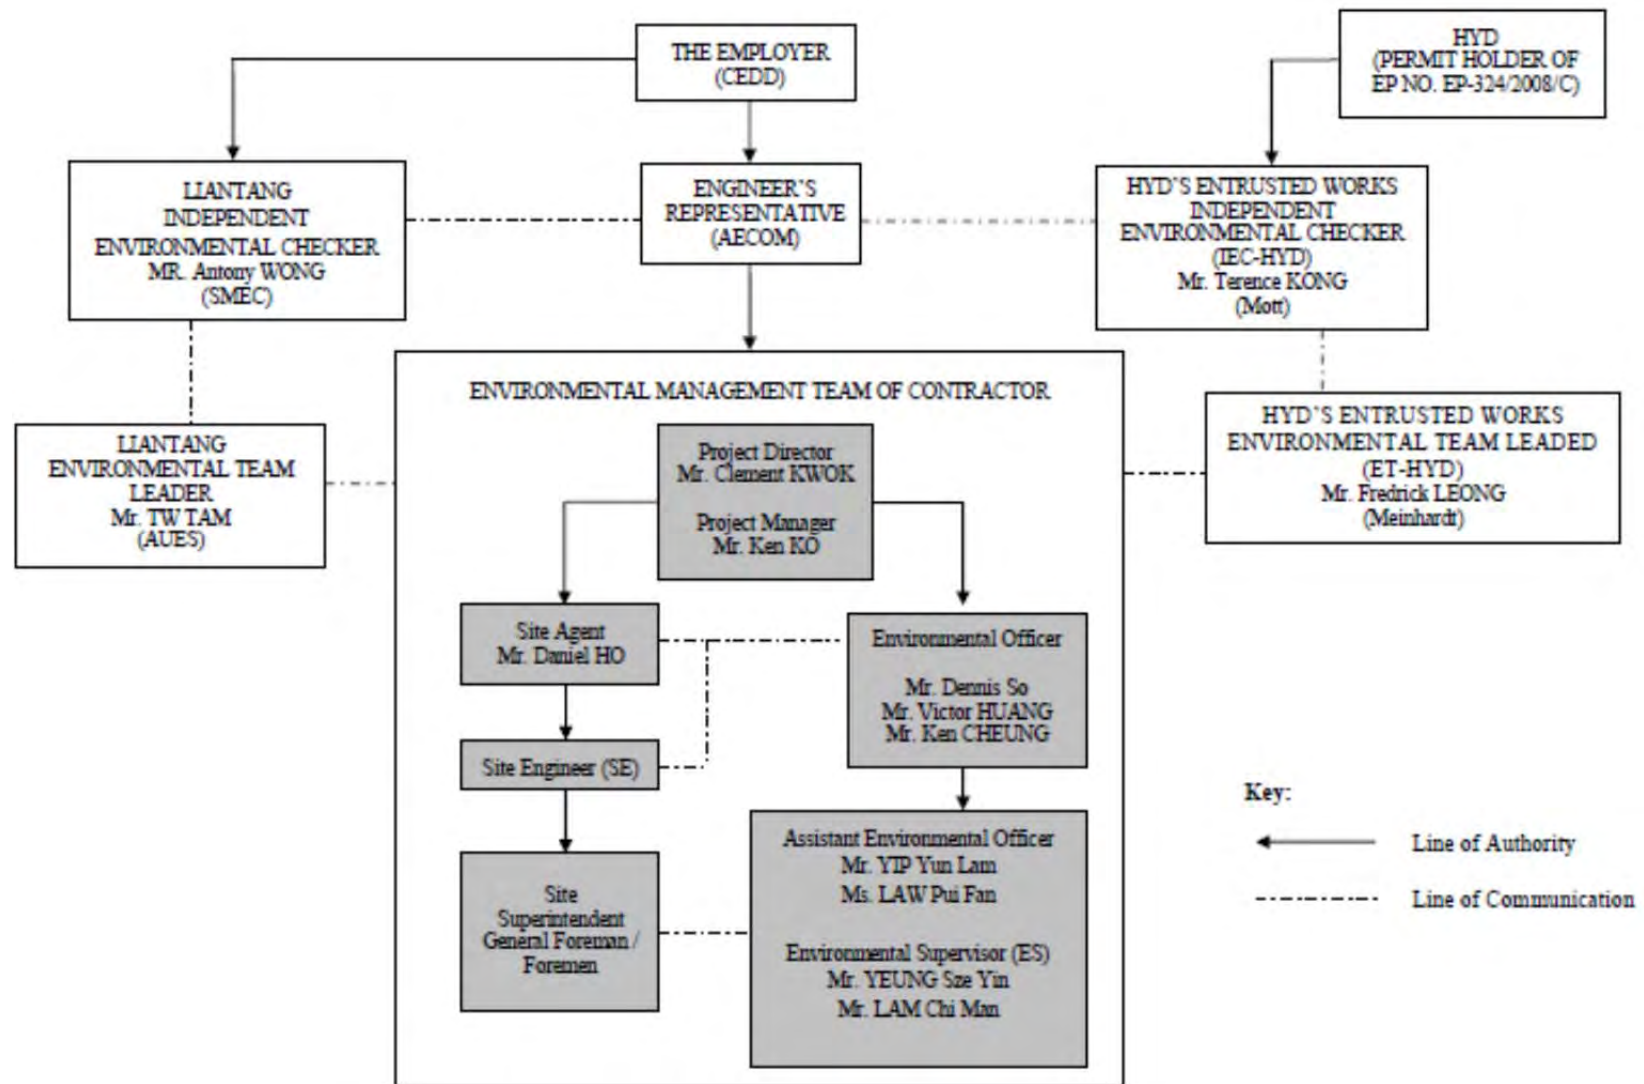 THE EMPLOYER
(CEDD)
HYD
(PERMIT HOLDER OF
EP NO. EP-324/2008/C)
LIANTANG
INDEPENDENT
ENVIRONMENTAL CHECKER
MR. Antony WONG
(SMEC)
ENGINEER'S
REPRESENTATIVE
(AECOM)
HYD'S ENTRUSTED WORKS
INDEPENDENT
ENVIRONMENTAL CHECKER
(IEC-HYD)
Mr. Terence KONG
(Mott)
LIANTANG
ENVIRONMENTAL TEAM
LEADER
Mr. TW TAM
(AUES)
ENVIRONMENTAL MANAGEMENT TEAM OF CONTRACTOR
HYD'S ENTRUSTED WORKS
ENVIRONMENTAL TEAM LEADED
(ET-HYD)
Mr. Fredrick LEONG
(Meinhardt)
Project Director
Mr. Clement KWOK
Project Manager
Mr. Ken KO
Site Agent
Mr. Daniel HO
Environmental Officer
Mr. Dennis So
Mr. Victor HUANG
Mr. Ken CHEUNG
Site Engineer (SE)
Site
Superintendent
General Foreman /
Foremen
Assistant Environmental Officer
Mr. YIP Yun Lam
Ms. LAW Pui Fan
Environmental Supervisor (ES)
Mr. YEUNG Sze Yin
Mr. LAM Chi Man
Key:
Line of Authority
Line of Communication